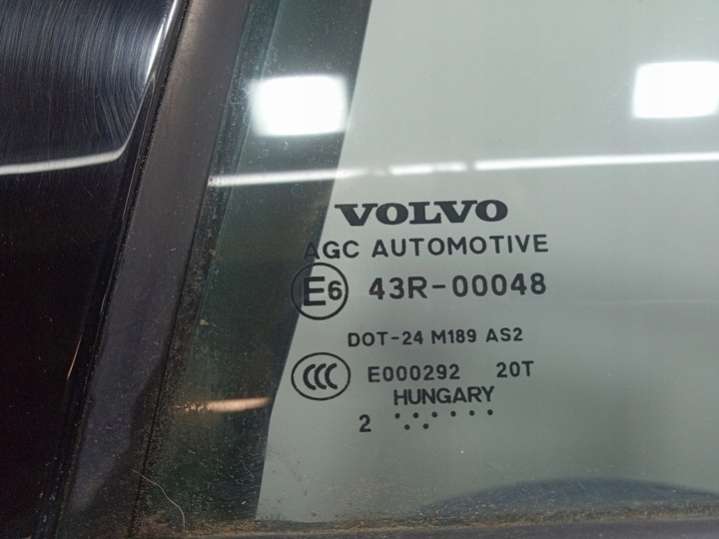 VOLVO
AGC AUTOMOTIVE
E6 43R-00048
DOT-24 M189 AS2
CCC E000292 20T
HUNGARY
2